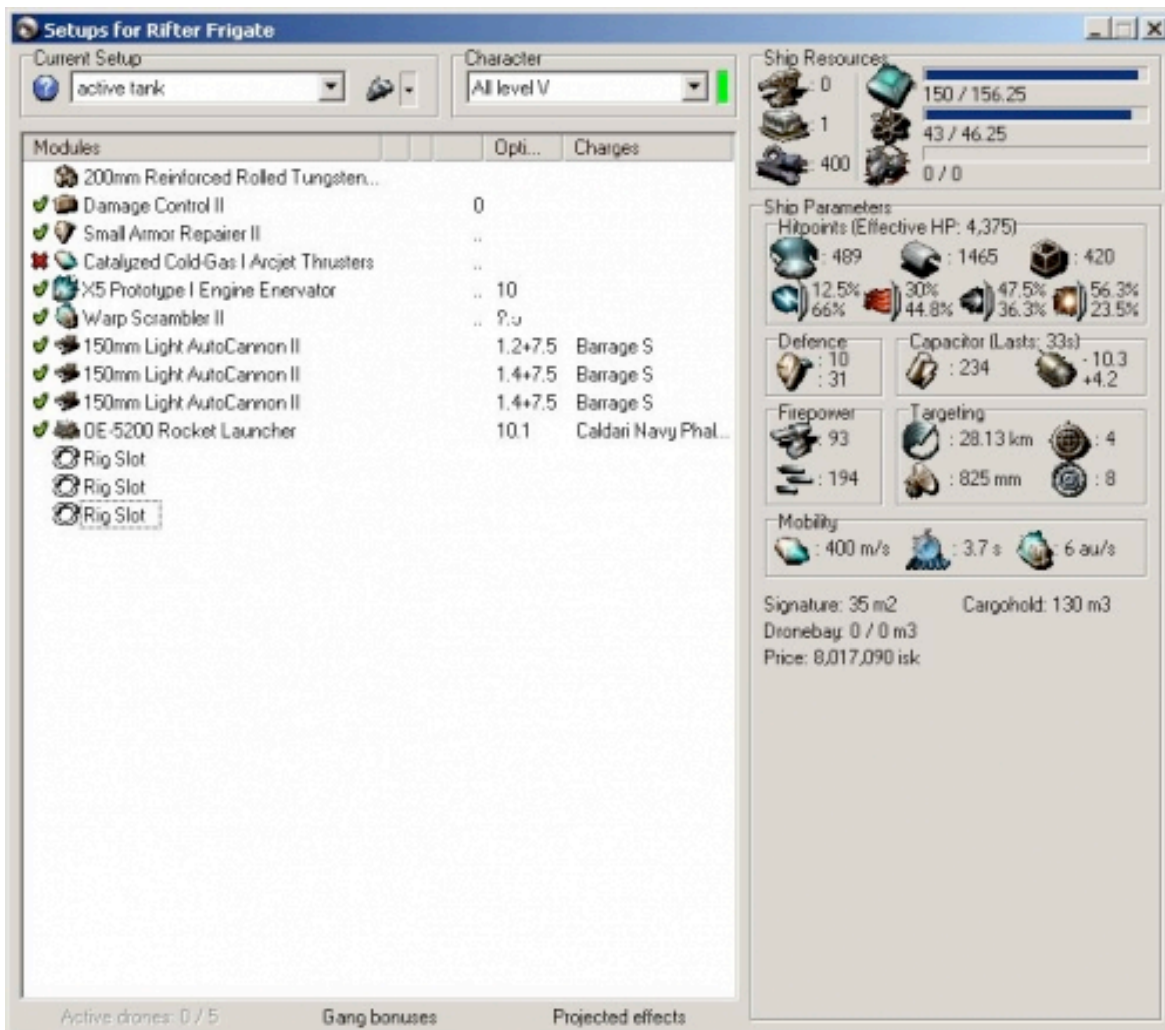 Setups for Rifter Frigate
Current Setup
active tank
Character
All level V
Modules Opti... Charges
200mm Reinforced Rolled Tungsten...
Damage Control II 0
Small Armor Repairer II ..
Catalyzed Cold-Gas I Arcjet Thrusters ..
X5 Prototype I Engine Enervator .. 10
Warp Scrambler II ..
150mm Light AutoCannon II 1.2+7.5 Barrage S
150mm Light AutoCannon II 1.4+7.5 Barrage S
150mm Light AutoCannon II 1.4+7.5 Barrage S
OE-5200 Rocket Launcher 10.1 Caldari Navy Phal...
Rig Slot
Rig Slot
Rig Slot
Active drones: 0 / 5 Gang bonuses Projected effects
Ship Resources
: 0
150 / 156.25
: 1
43 / 46.25
: 400
0 / 0
Ship Parameters
Hitpoints (Effective HP: 4,375)
: 489 : 1465 : 420
12.5% 30% 47.5% 56.3%
66% 44.8% 36.3% 23.5%
Defence
: 10
: 31
Capacitor (Lasts: 33s)
: 234
- 10.3
+4.2
Firepower
: 93
: 194
Targeting
: 28.13 km : 4
: 825 mm : 8
Mobility
: 400 m/s : 3.7 s : 6 au/s
Signature: 35 m2 Cargohold: 130 m3
Dronebay: 0 / 0 m3
Price: 8,017,090 isk